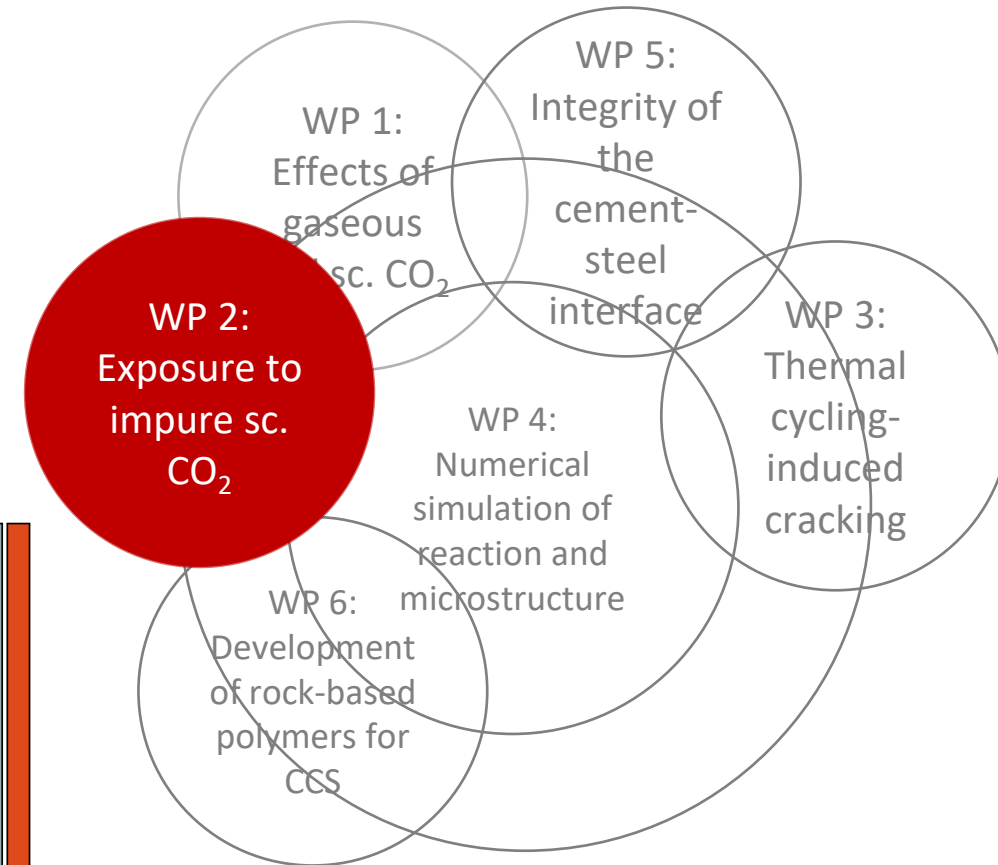 WP 1:
Effects of
gaseous
sc. CO₂
WP 5:
Integrity of
the
cement-
steel
interface
WP 2:
Exposure to
impure sc.
CO₂
WP 3:
Thermal
cycling-
induced
cracking
WP 4:
Numerical
simulation of
reaction and
microstructure
WP 6:
Development
of rock-based
polymers for
CCS